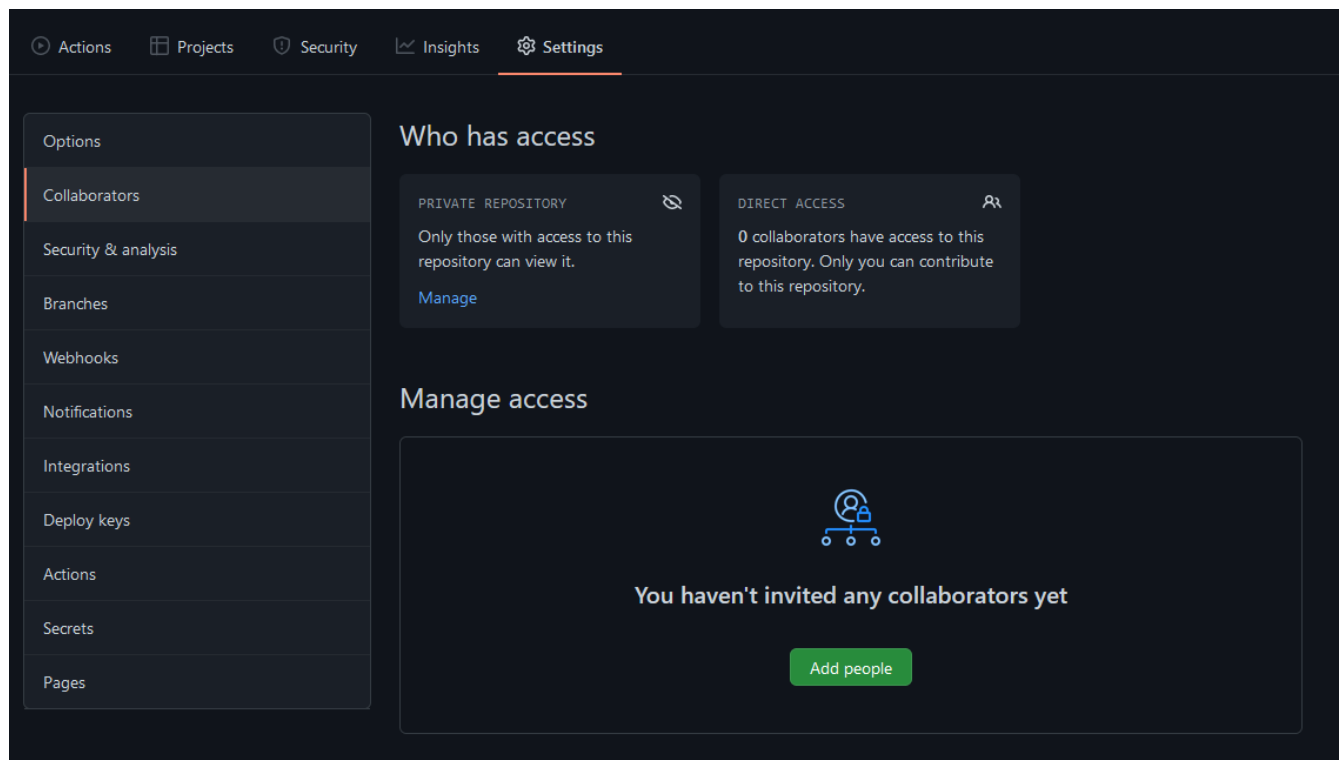 Actions Projects Security Insights Settings
Options
Collaborators
Security & analysis
Branches
Webhooks
Notifications
Integrations
Deploy keys
Actions
Secrets
Pages
Who has access
PRIVATE REPOSITORY
Only those with access to this
repository can view it.
Manage
DIRECT ACCESS
0 collaborators have access to this
repository. Only you can contribute
to this repository.
Manage access
You haven't invited any collaborators yet
Add people